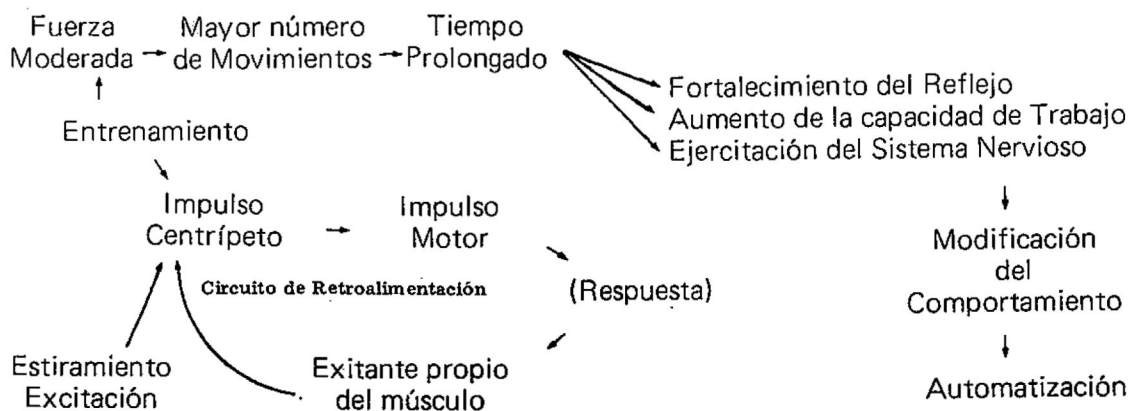 Fuerza
Moderada
Mayor número
de Movimientos
Tiempo
Prolongado
Fortalecimiento del Reflejo
Aumento de la capacidad de Trabajo
Ejercitación del Sistema Nervioso
Entrenamiento
Impulso
Centrípeto
Impulso
Motor
Modificación
del
Comportamiento
Circuito de Retroalimentación
(Respuesta)
Estiramiento
Excitación
Exitante propio
del músculo
Automatización